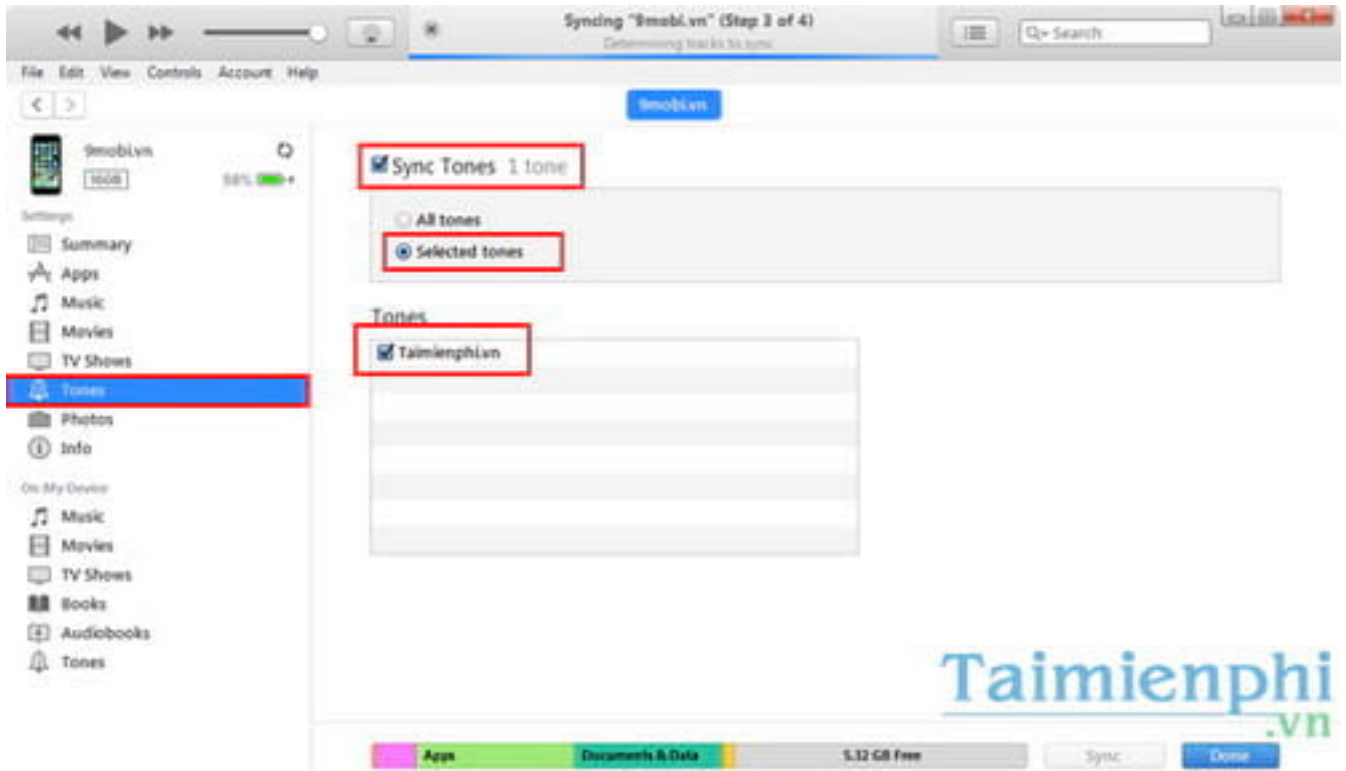 Syncing "9mobi.vn" (Step 3 of 4)
Determining tracks to sync
Search
File Edit View Controls Account Help
9mobi.vn
9mobi.vn
16GB
98%
Sync Tones 1 tone
All tones
Selected tones
Settings
Summary
Apps
Music
Movies
TV Shows
Tones
Photos
Info
Tones
Taimienphi.vn
On My Device
Music
Movies
TV Shows
Books
Audiobooks
Tones
Taimienphi
.vn
Apps Documents & Data 5.32 GB Free Sync Done